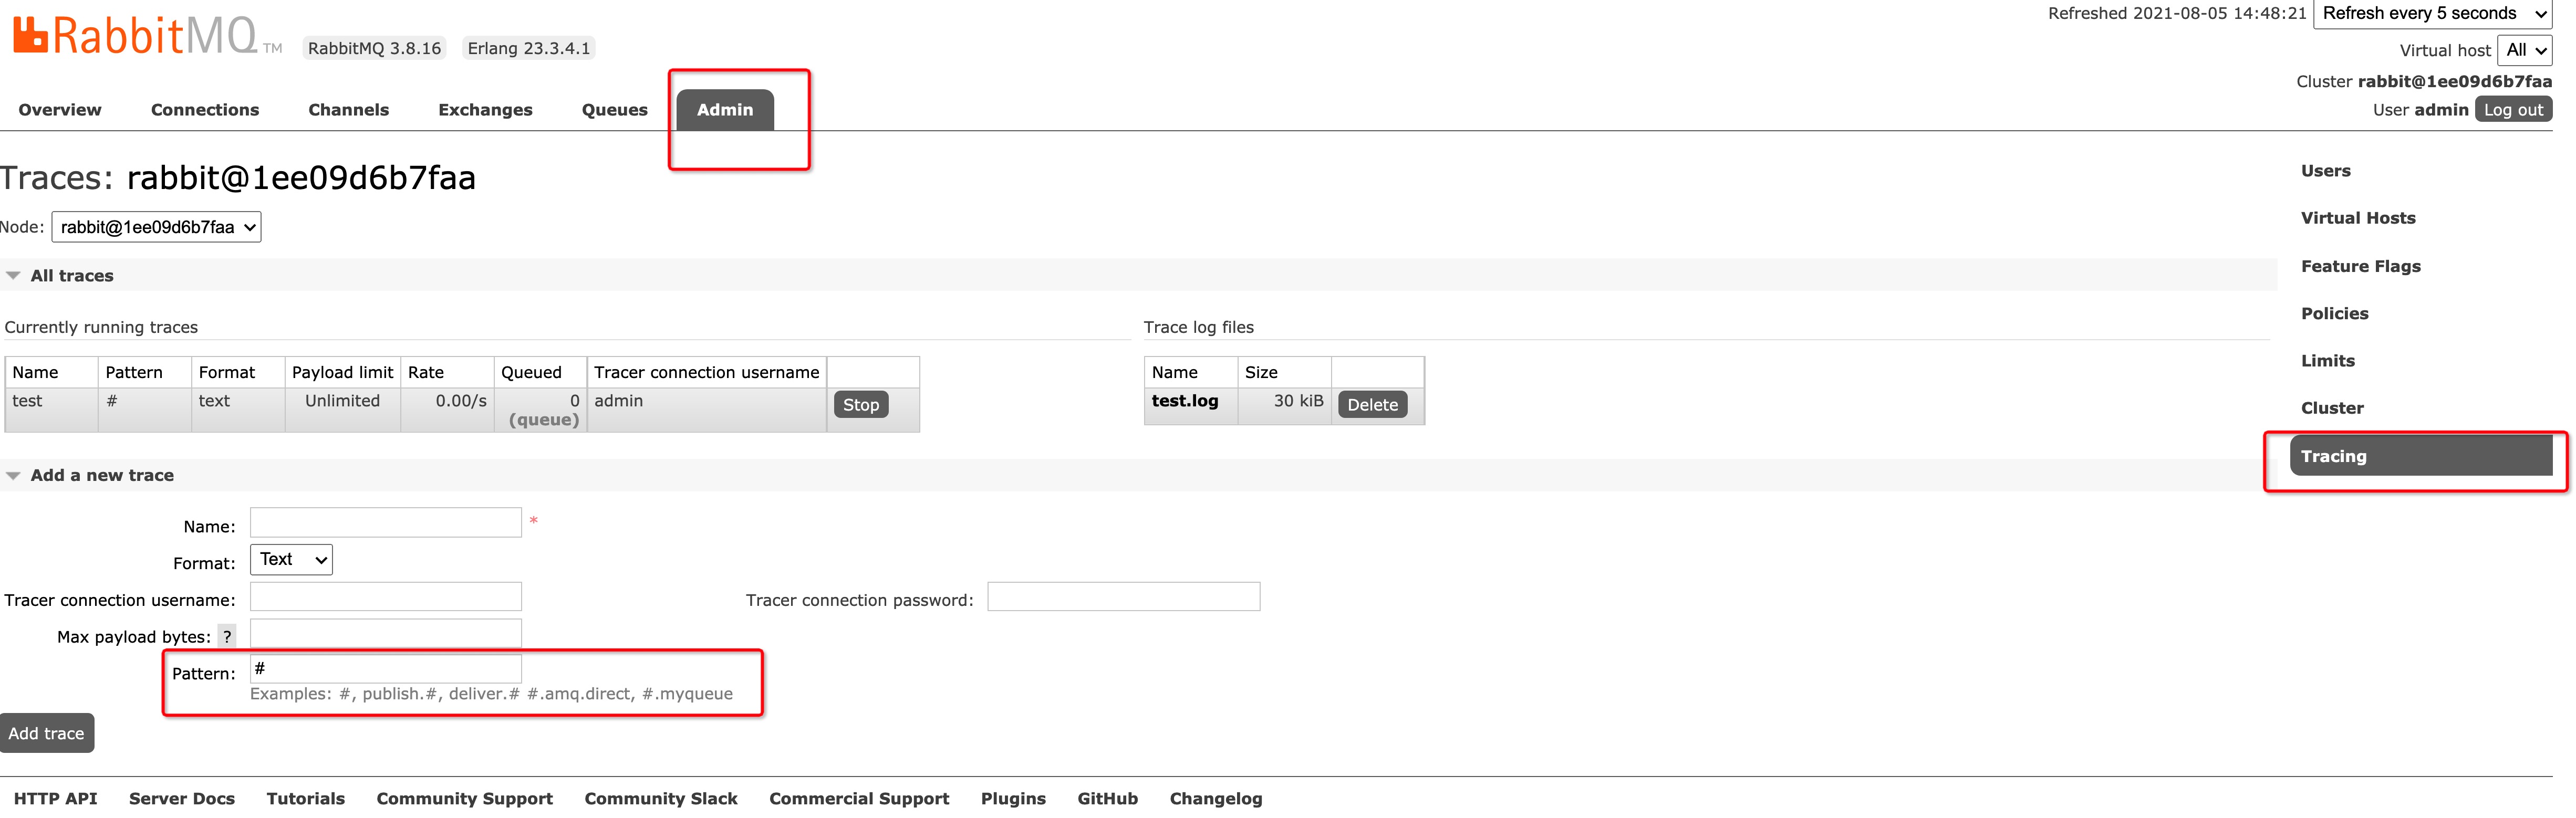 Refreshed 2021-08-05 14:48:21 Refresh every 5 seconds
RabbitMQ TM RabbitMQ 3.8.16 Erlang 23.3.4.1
Virtual host All
Cluster rabbit@1ee09d6b7faa
User admin Log out
Overview Connections Channels Exchanges Queues Admin
Traces: rabbit@1ee09d6b7faa
Node: rabbit@1ee09d6b7faa
All traces
Currently running traces
Name Pattern Format Payload limit Rate Queued Tracer connection username
test # text Unlimited 0.00/s 0 admin Stop
(queue)
Trace log files
Name Size
test.log 30 kiB Delete
Add a new trace
Name: *
Format: Text
Tracer connection username: Tracer connection password:
Max payload bytes: ?
Pattern: #
Examples: #, publish.#, deliver.# #.amq.direct, #.myqueue
Add trace
Users
Virtual Hosts
Feature Flags
Policies
Limits
Cluster
Tracing
HTTP API Server Docs Tutorials Community Support Community Slack Commercial Support Plugins GitHub Changelog